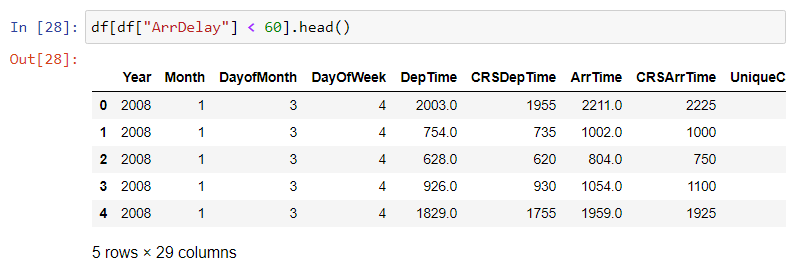 In [28]: df[df["ArrDelay"] < 60].head()
Out[28]:
Year Month DayofMonth DayOfWeek DepTime CRSDepTime ArrTime CRSArrTime UniqueC
0 2008 1 3 4 2003.0 1955 2211.0 2225
1 2008 1 3 4 754.0 735 1002.0 1000
2 2008 1 3 4 628.0 620 804.0 750
3 2008 1 3 4 926.0 930 1054.0 1100
4 2008 1 3 4 1829.0 1755 1959.0 1925
5 rows × 29 columns